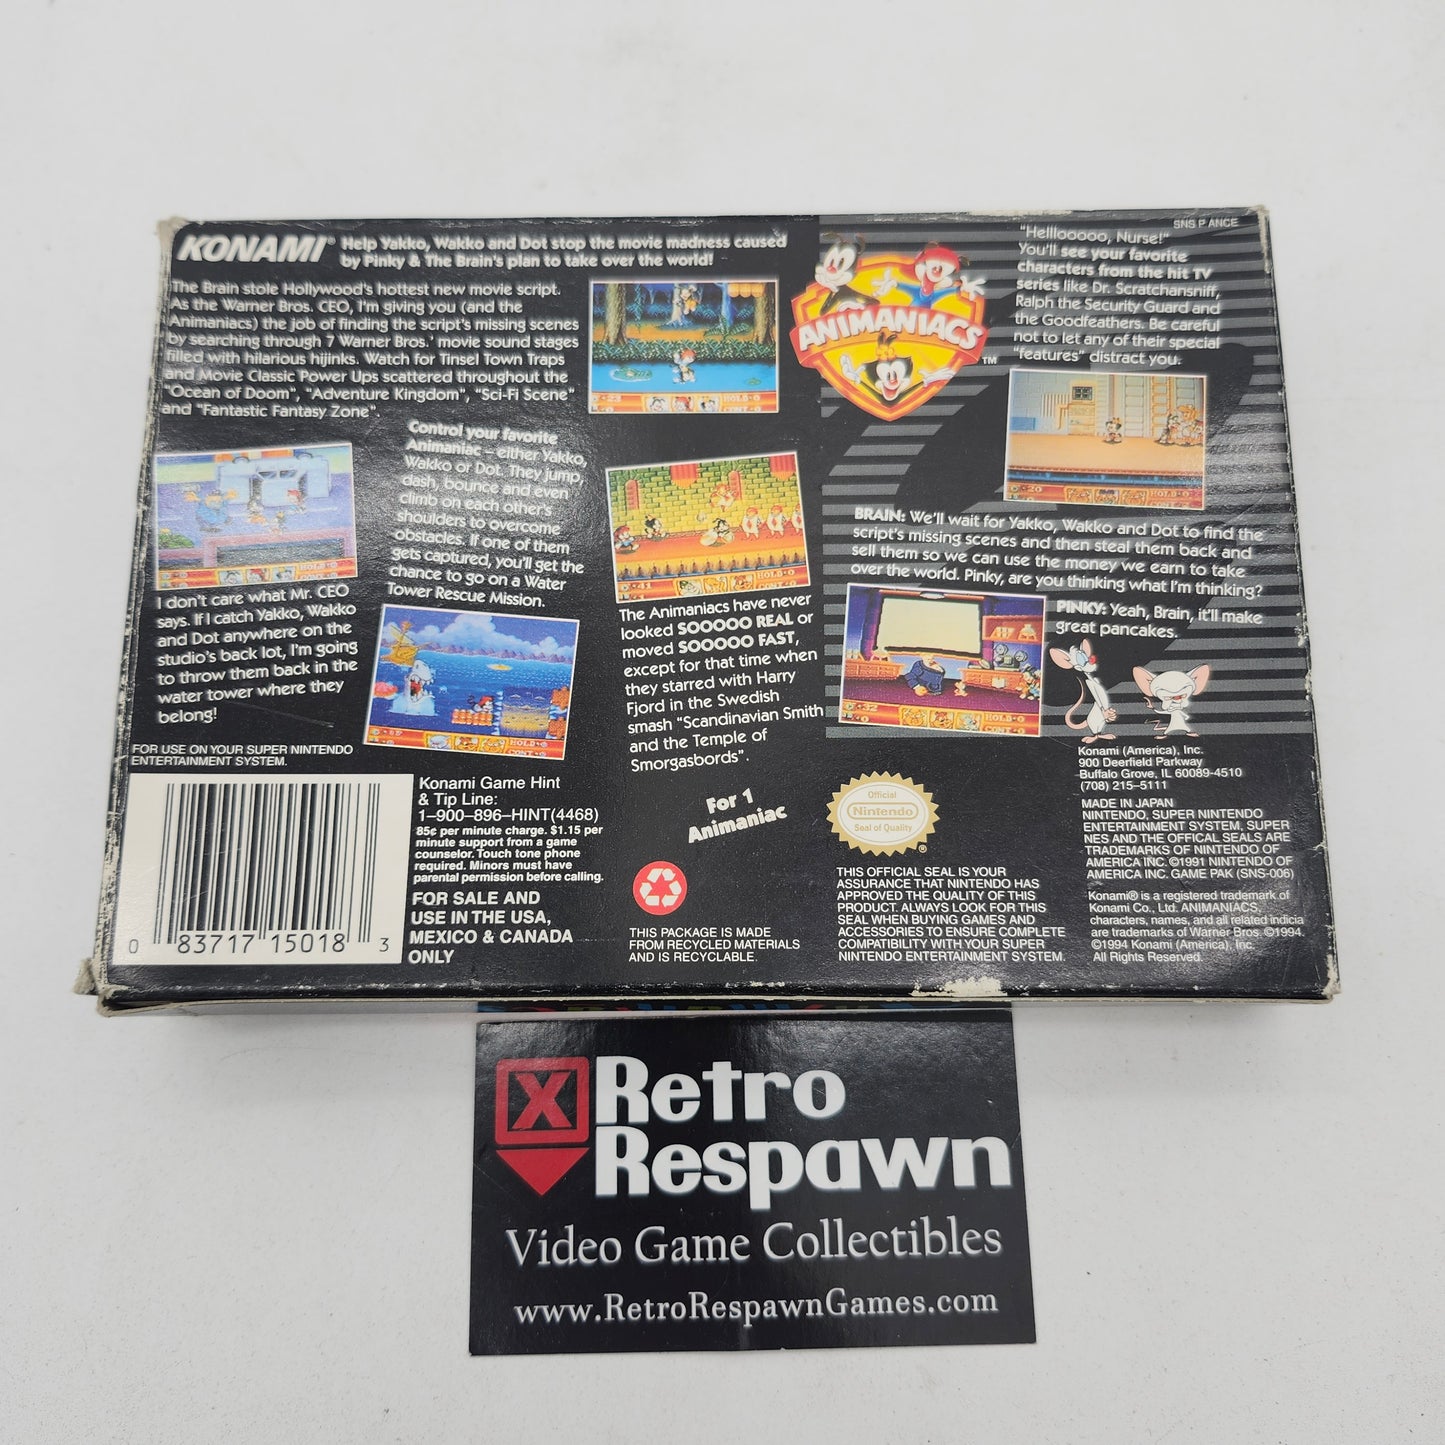 KONAMI®
Help Yakko, Wakko and Dot stop the movie madness caused
by Pinky & The Brain's plan to take over the world!
The Brain stole Hollywood's hottest new movie script.
As the Warner Bros. CEO, I'm giving you (and the
Animaniacs) the job of finding the script's missing scenes
by searching through 7 Warner Bros.' movie sound stages
filled with hilarious hijinks. Watch for Tinsel Town Traps
and Movie Classic Power Ups scattered throughout the
"Ocean of Doom", "Adventure Kingdom", "Sci-Fi Scene"
and "Fantastic Fantasy Zone".
Control your favorite
Animaniac – either Yakko,
Wakko or Dot. They jump,
dash, bounce and even
climb on each other's
shoulders to overcome
obstacles. If one of them
gets captured, you'll get the
chance to go on a Water
Tower Rescue Mission.
I don't care what Mr. CEO
says. If I catch Yakko, Wakko
and Dot anywhere on the
studio's back lot, I'm going
to throw them back in the
water tower where they
belong!
The Animaniacs have never
looked SOOOOO REAL or
moved SOOOOO FAST,
except for that time when
they starred with Harry
Fjord in the Swedish
smash "Scandinavian Smith
and the Temple of
Smorgasbords".
For 1
Animaniac
SNS P ANCE
ANIMANIACS
TM
"Hellooooo, Nurse!"
You'll see your favorite
characters from the hit TV
series like Dr. Scratchansniff,
Ralph the Security Guard and
the Goodfeathers. Be careful
not to let any of their special
"features" distract you.
BRAIN: We'll wait for Yakko, Wakko and Dot to find the
script's missing scenes and then steal them back and
sell them so we can use the money we earn to take
over the world. Pinky, are you thinking what I'm thinking?
PINKY: Yeah, Brain, it'll make
great pancakes.
FOR USE ON YOUR SUPER NINTENDO
ENTERTAINMENT SYSTEM.
0 83717 15018 3
Konami Game Hint
& Tip Line:
1–900–896–HINT(4468)
85¢ per minute charge. $1.15 per
minute support from a game
counselor. Touch tone phone
required. Minors must have
parental permission before calling.
FOR SALE AND
USE IN THE USA,
MEXICO & CANADA
ONLY
THIS PACKAGE IS MADE
FROM RECYCLED MATERIALS
AND IS RECYCLABLE.
Official
Nintendo
Seal of Quality
®
THIS OFFICIAL SEAL IS YOUR
ASSURANCE THAT NINTENDO HAS
APPROVED THE QUALITY OF THIS
PRODUCT. ALWAYS LOOK FOR THIS
SEAL WHEN BUYING GAMES AND
ACCESSORIES TO ENSURE COMPLETE
COMPATIBILITY WITH YOUR SUPER
NINTENDO ENTERTAINMENT SYSTEM.
Konami (America), Inc.
900 Deerfield Parkway
Buffalo Grove, IL 60089-4510
(708) 215–5111
MADE IN JAPAN
NINTENDO, SUPER NINTENDO
ENTERTAINMENT SYSTEM, SUPER
NES AND THE OFFICAL SEALS ARE
TRADEMARKS OF NINTENDO OF
AMERICA INC. ©1991 NINTENDO OF
AMERICA INC. GAME PAK (SNS-006)
Konami® is a registered trademark of
Konami Co., Ltd. ANIMANIACS,
characters, names, and all related indicia
are trademarks of Warner Bros. ©1994.
©1994 Konami (America), Inc.
All Rights Reserved.
X
Retro
Respawn
Video Game Collectibles
www.RetroRespawnGames.com